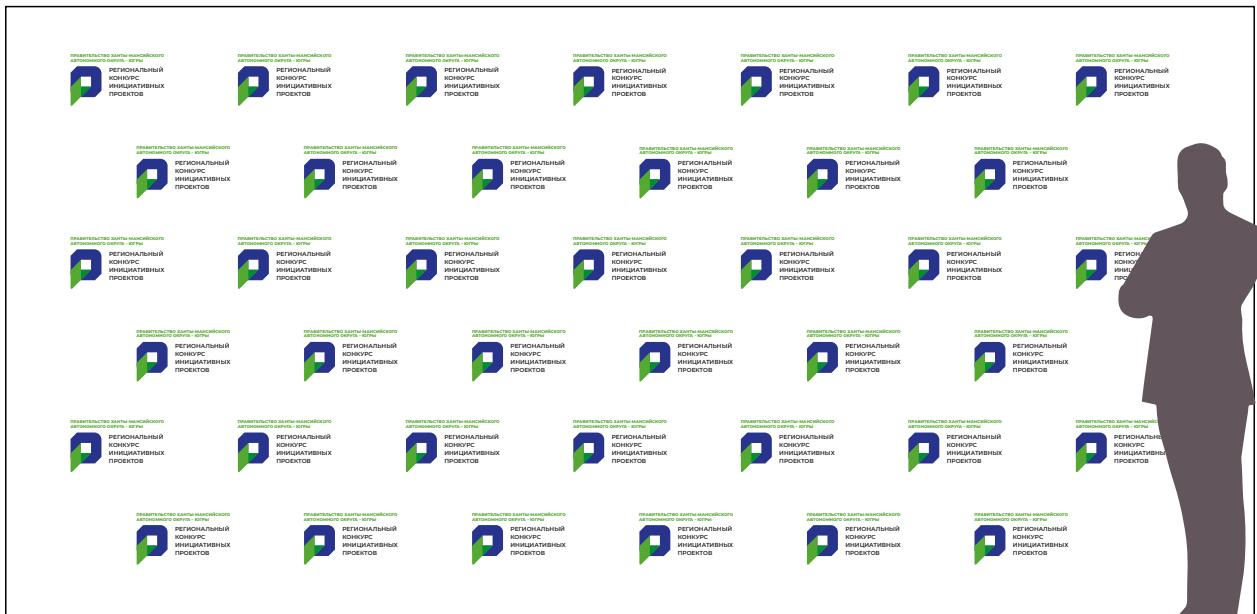 ПРАВИТЕЛЬСТВО ХАНТЫ-МАНСИЙСКОГО
АВТОНОМНОГО ОКРУГА - ЮГРЫ
РЕГИОНАЛЬНЫЙ
КОНКУРС
ИНИЦИАТИВНЫХ
ПРОЕКТОВ